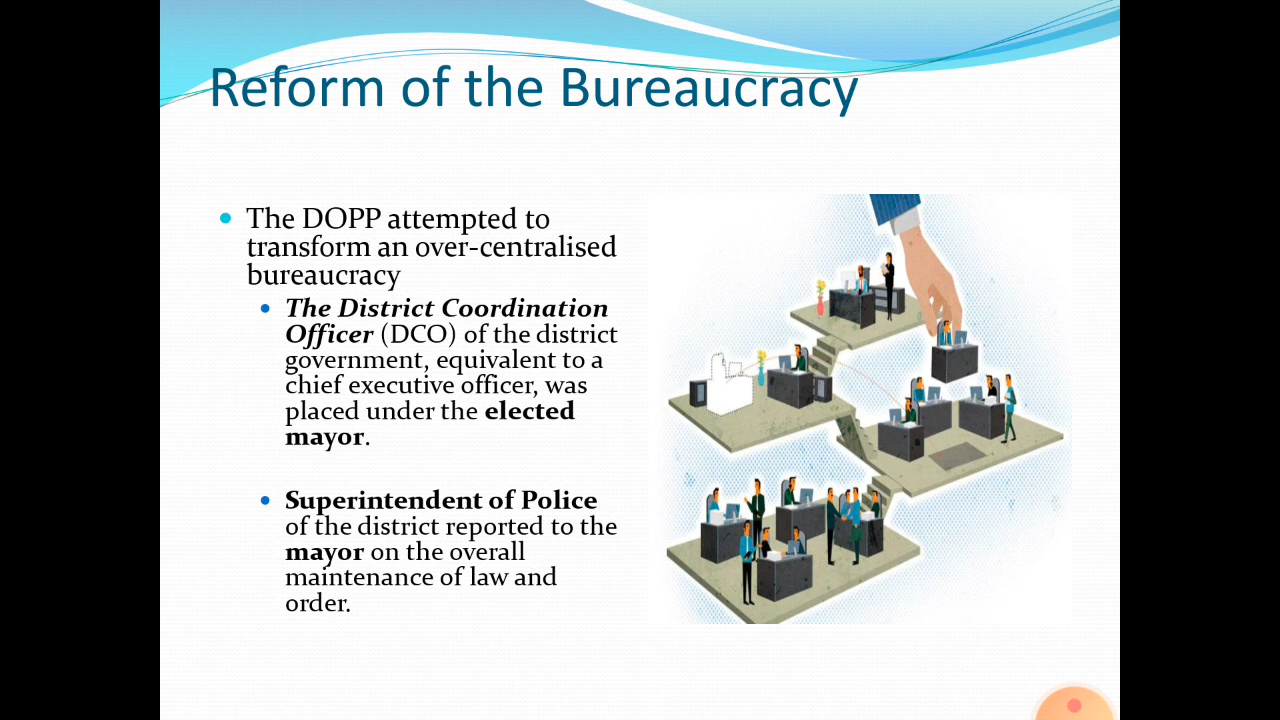 Reform of the Bureaucracy
The DOPP attempted to
transform an over-centralised
bureaucracy
The District Coordination
Officer (DCO) of the district
government, equivalent to a
chief executive officer, was
placed under the elected
mayor.
Superintendent of Police
of the district reported to the
mayor on the overall
maintenance of law and
order.